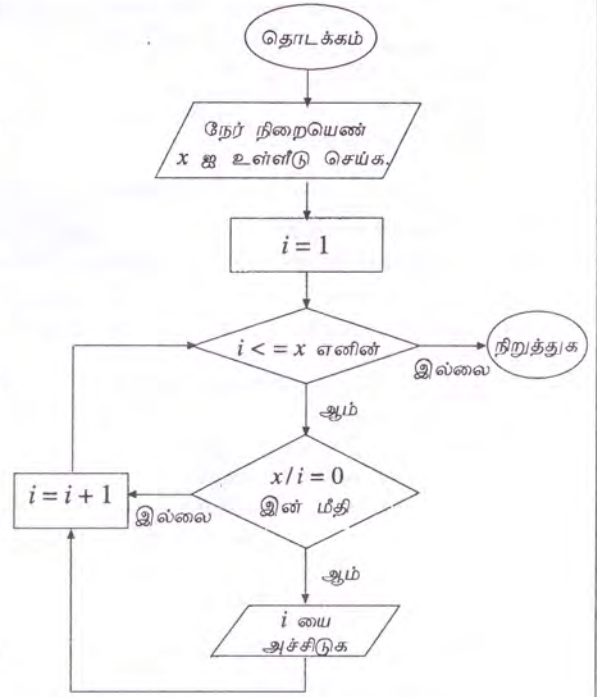 தொடக்கம்
நேர் நிறையெண்
x ஐ உள்ளீடு செய்க.
i = 1
i < = x எனின்
இல்லை
நிறுத்துக
ஆம்
x/i = 0
இன் மீதி
இல்லை
i = i + 1
ஆம்
i யை
அச்சிடுக